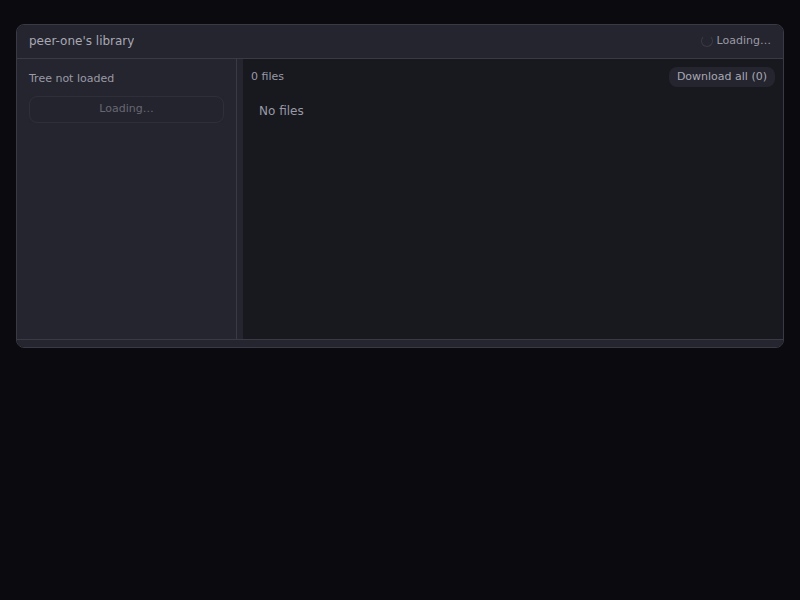 peer-one's library
Loading...
Tree not loaded
Loading...
0 files
Download all (0)
No files